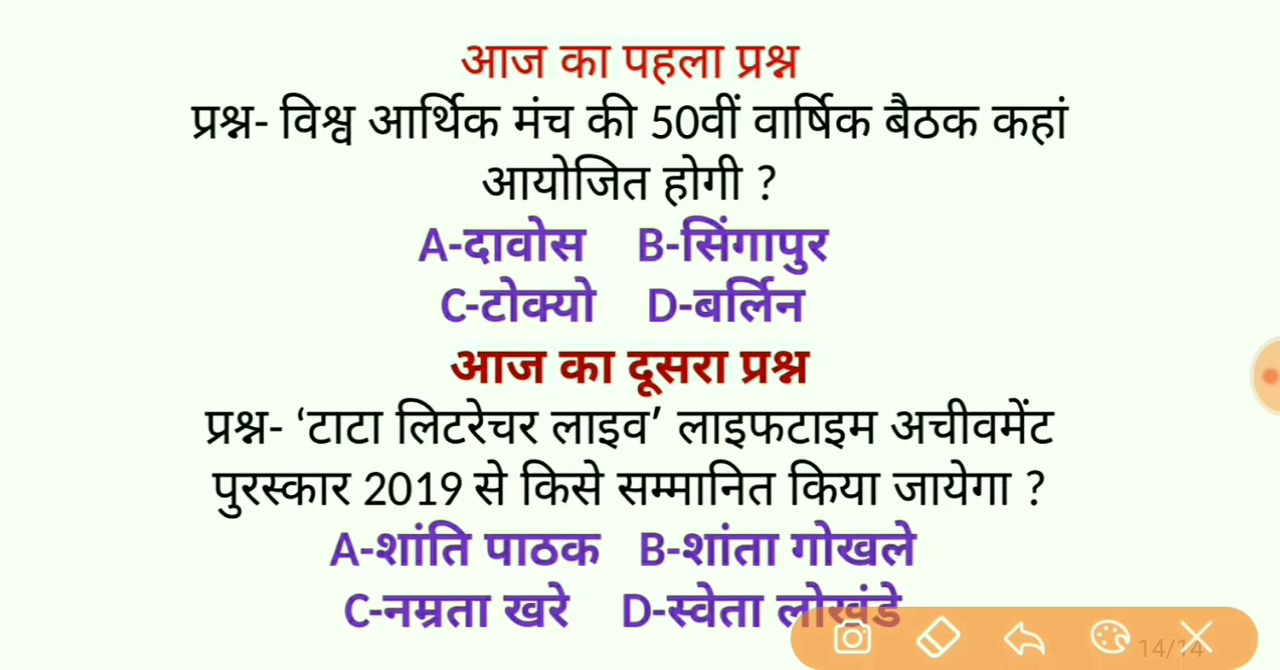 आज का पहला प्रश्न
प्रश्न- विश्व आर्थिक मंच की 50वीं वार्षिक बैठक कहां
आयोजित होगी ?
A-दावोस B-सिंगापुर
C-टोक्यो D-बर्लिन
आज का दूसरा प्रश्न
प्रश्न- ‘टाटा लिटरेचर लाइव’ लाइफटाइम अचीवमेंट
पुरस्कार 2019 से किसे सम्मानित किया जायेगा ?
A-शांति पाठक B-शांता गोखले
C-नम्रता खरे D-स्वेता लोखंडे
14/14